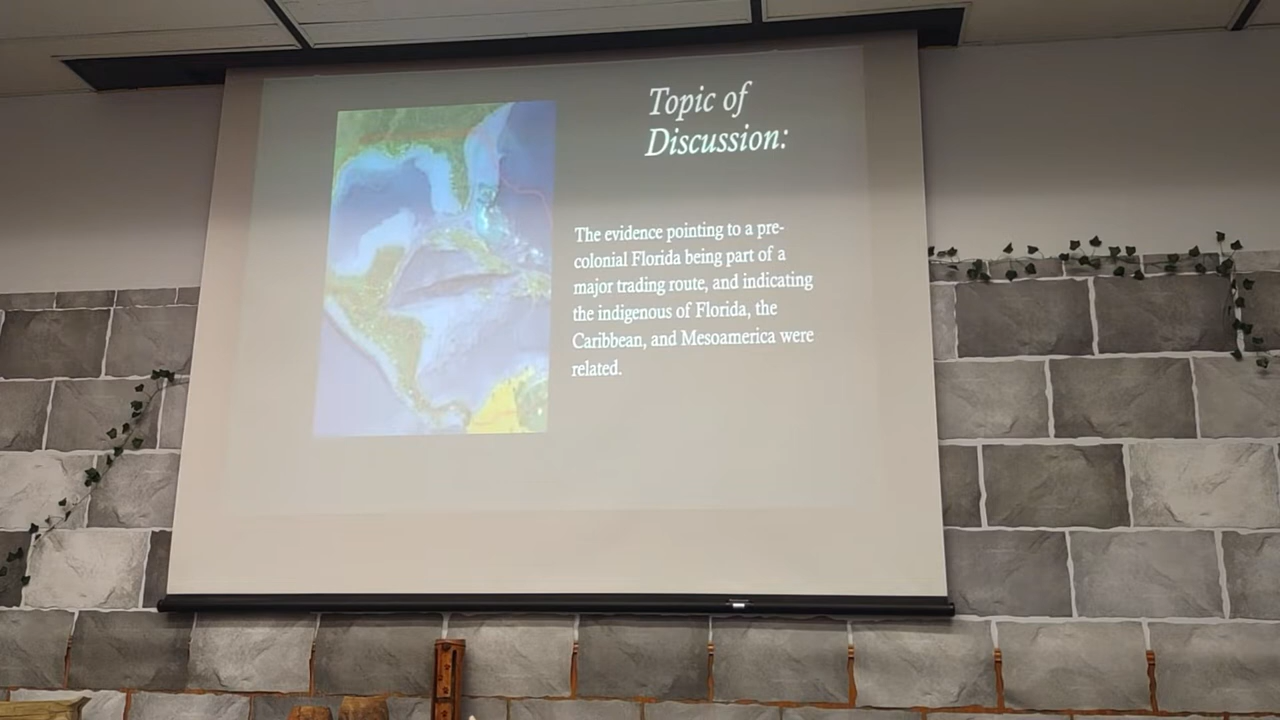 Topic of
Discussion:
The evidence pointing to a pre-
colonial Florida being part of a
major trading route, and indicating
the indigenous of Florida, the
Caribbean, and Mesoamerica were
related.